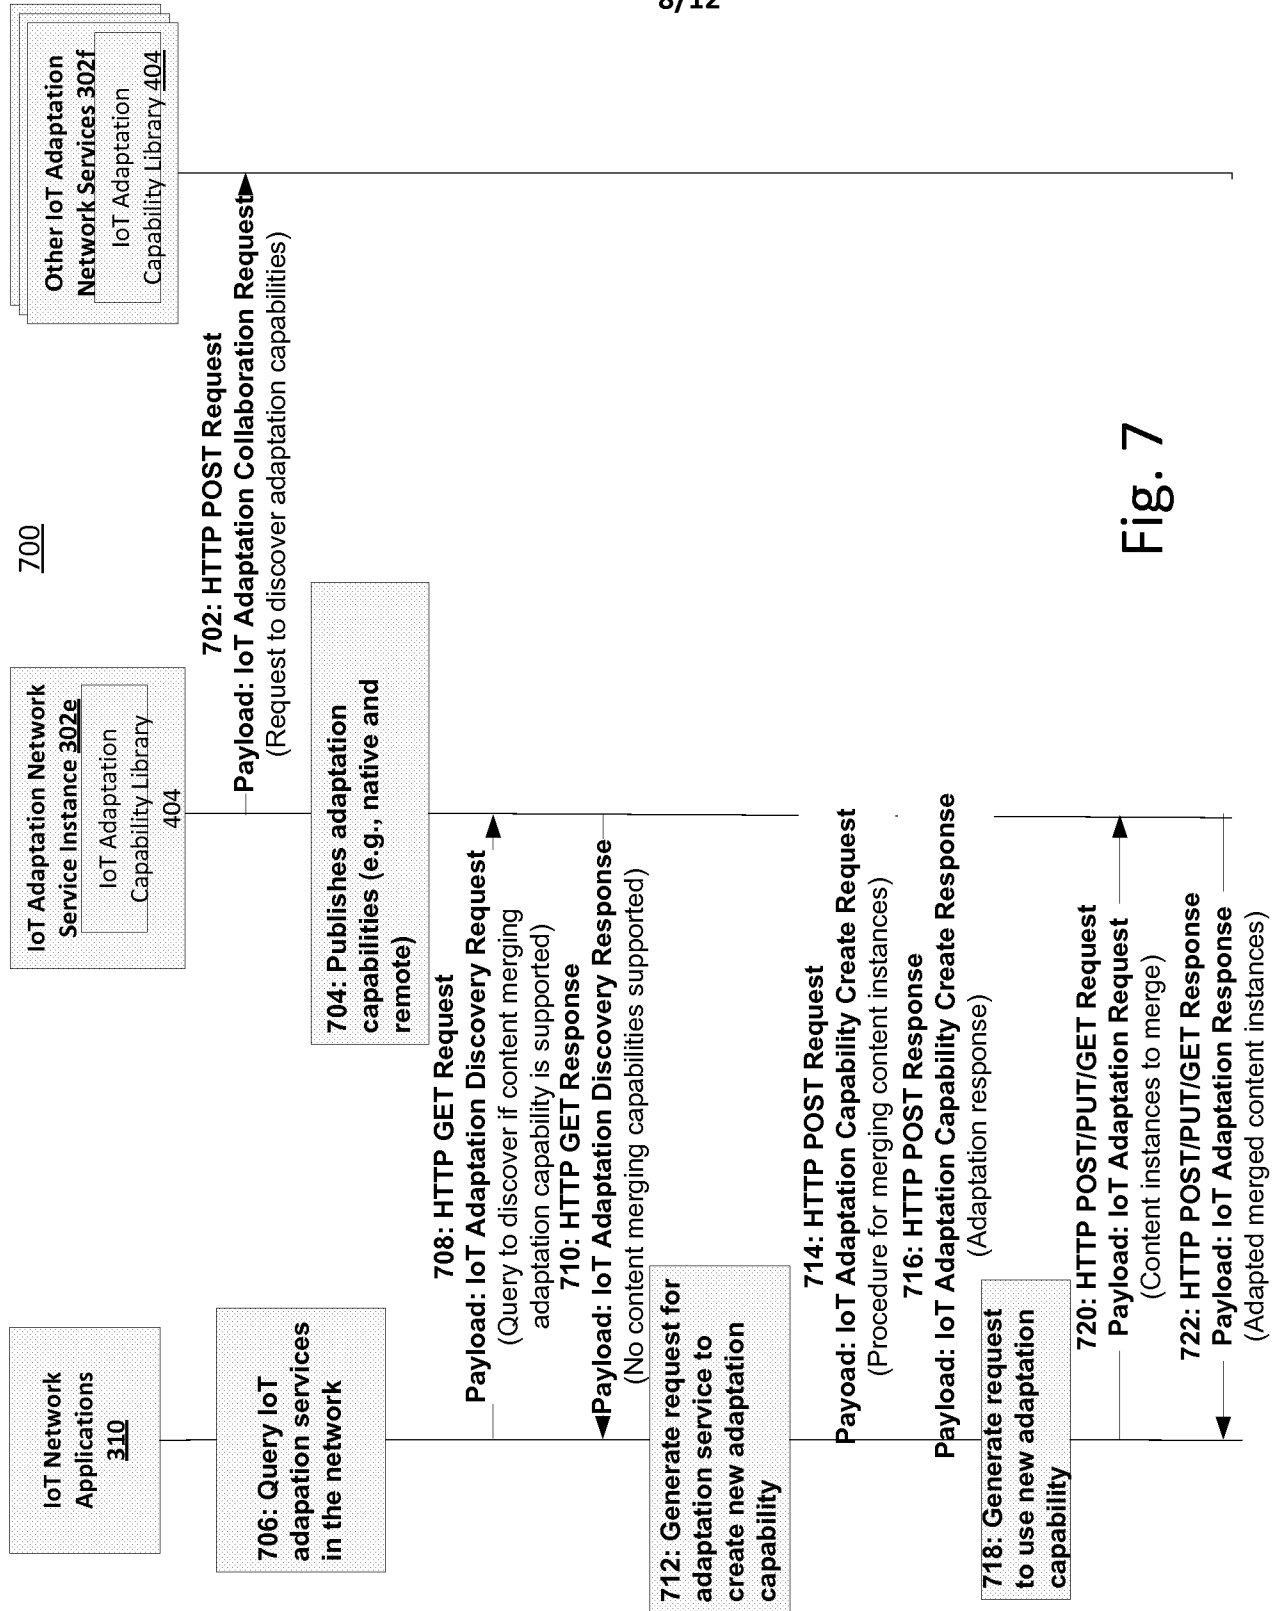 8/12
700
IoT Network
Applications
310
IoT Adaptation Network
Service Instance 302e
IoT Adaptation
Capability Library
404
Other IoT Adaptation
Network Services 302f
IoT Adaptation
Capability Library 404
702: HTTP POST Request
Payload: IoT Adaptation Collaboration Request
(Request to discover adaptation capabilities)
704: Publishes adaptation
capabilities (e.g., native and
remote)
706: Query IoT
adapation services
in the network
708: HTTP GET Request
Payload: IoT Adaptation Discovery Request
(Query to discover if content merging
adaptation capability is supported)
710: HTTP GET Response
Payload: IoT Adaptation Discovery Response
(No content merging capabilities supported)
712: Generate request for
adaptation service to
create new adaptation
capability
714: HTTP POST Request
Payoad: IoT Adaptation Capability Create Request
(Procedure for merging content instances)
716: HTTP POST Response
Payload: IoT Adaptation Capability Create Response
(Adaptation response)
718: Generate request
to use new adaptation
capability
720: HTTP POST/PUT/GET Request
Payload: IoT Adaptation Request
(Content instances to merge)
722: HTTP POST/PUT/GET Response
Payload: IoT Adaptation Response
(Adapted merged content instances)
Fig. 7